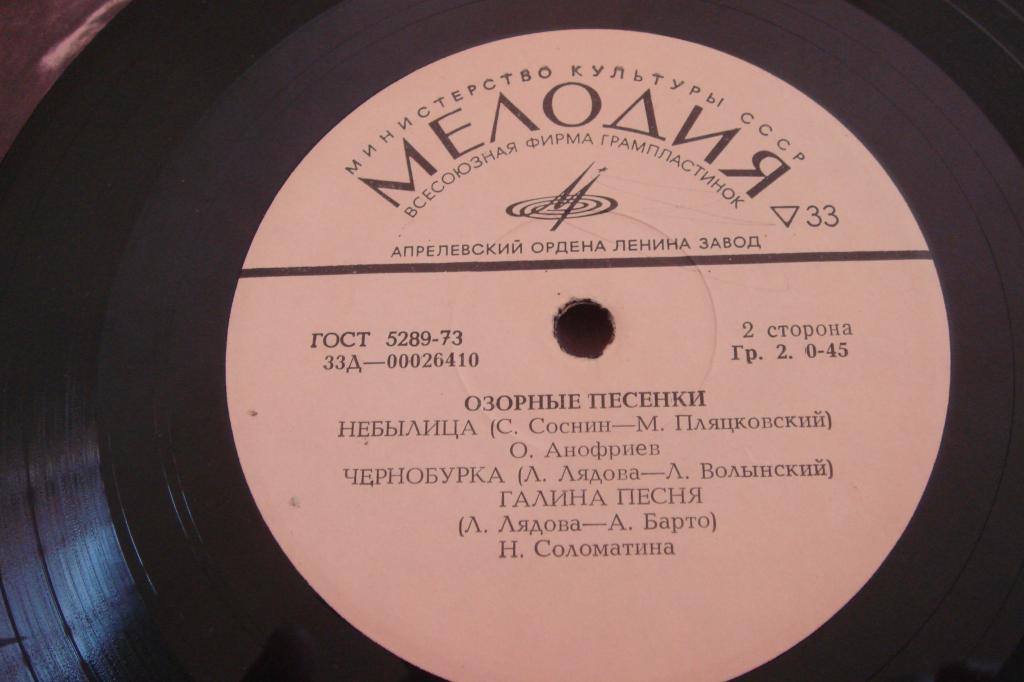 МИНИСТЕРСТВО КУЛЬТУРЫ СССР
МЕЛОДИЯ
ВСЕСОЮЗНАЯ ФИРМА ГРАМПЛАСТИНОК
33
АПРЕЛЕВСКИЙ ОРДЕНА ЛЕНИНА ЗАВОД
ГОСТ 5289-73
33Д—00026410
2 сторона
Гр. 2. 0-45
ОЗОРНЫЕ ПЕСЕНКИ
НЕБЫЛИЦА (С. Соснин—М. Пляцковский)
О. Анофриев
ЧЕРНОБУРКА (Л. Лядова—Л. Волынский)
ГАЛИНА ПЕСНЯ
(Л. Лядова—А. Барто)
Н. Соломатина